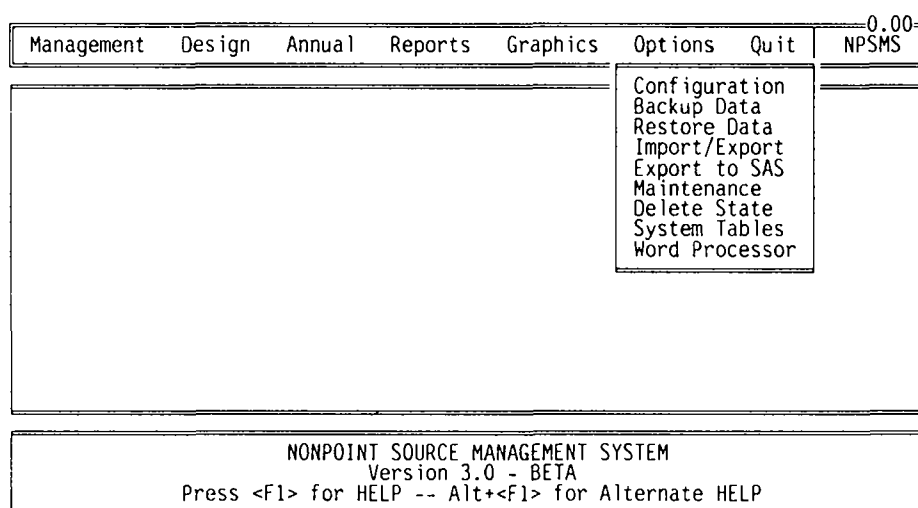 0.00
Management Design Annual Reports Graphics Options Quit NPSMS
Configuration
Backup Data
Restore Data
Import/Export
Export to SAS
Maintenance
Delete State
System Tables
Word Processor
NONPOINT SOURCE MANAGEMENT SYSTEM
Version 3.0 - BETA
Press <F1> for HELP -- Alt+<F1> for Alternate HELP